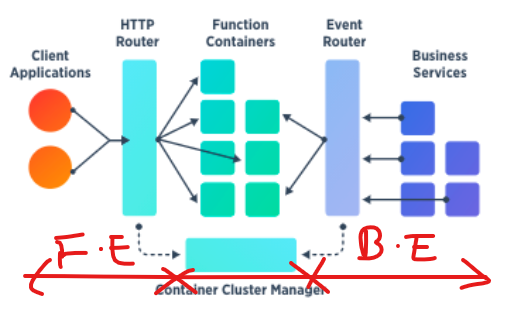 HTTP
Router
Function
Containers
Event
Router
Client
Applications
Business
Services
F.E
B.E
Container Cluster Manager